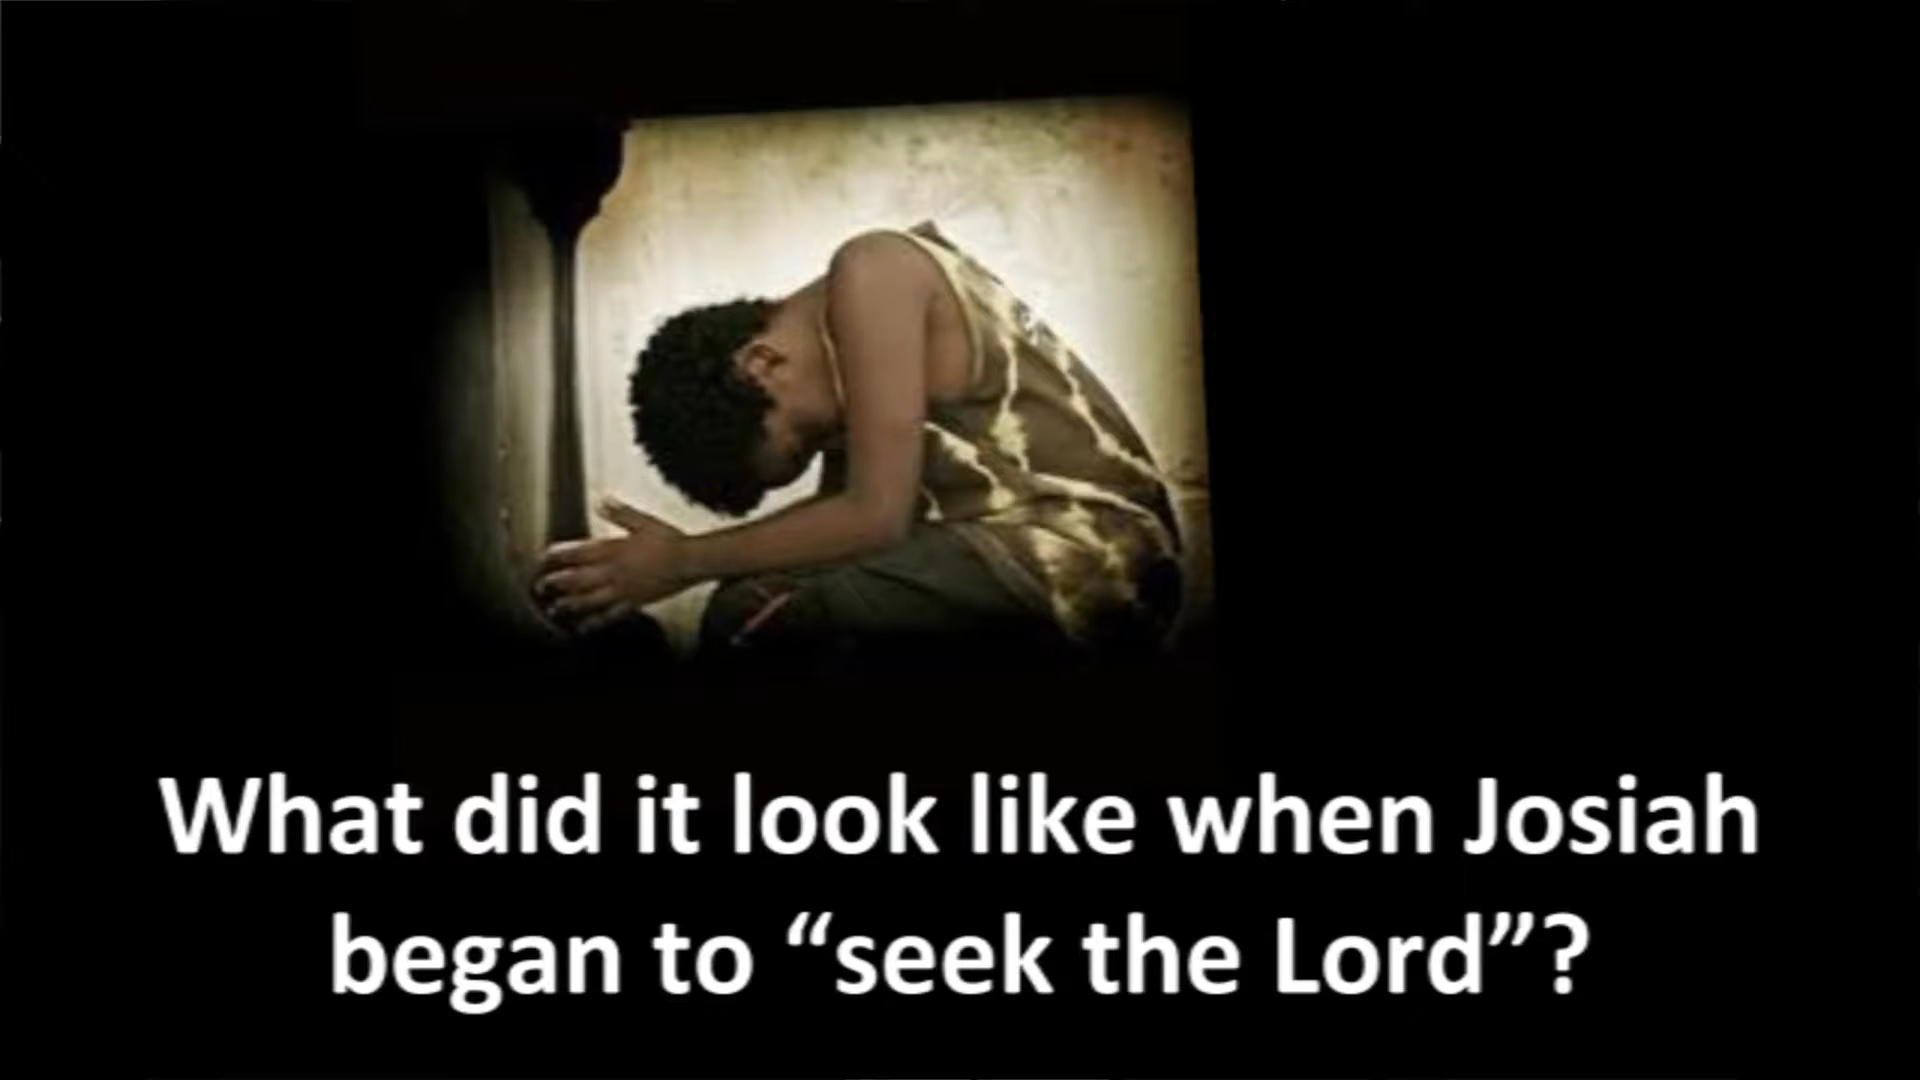 What did it look like when Josiah
began to “seek the Lord”?